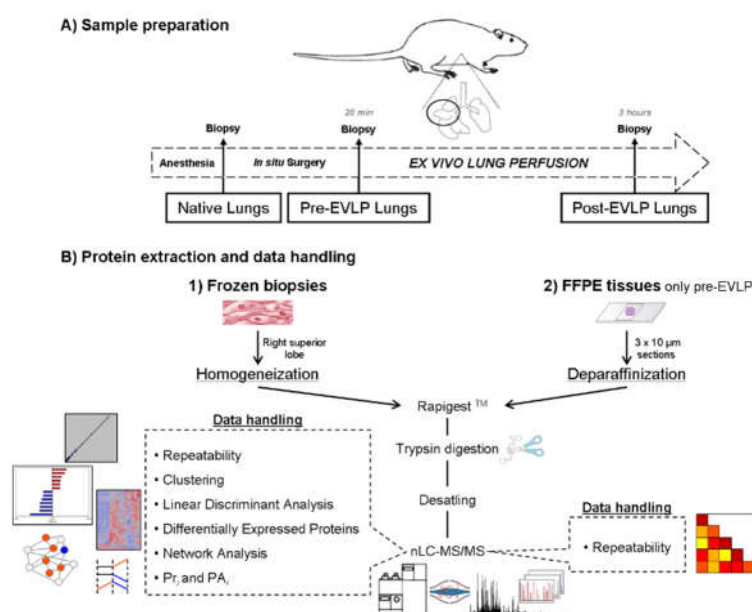 A) Sample preparation
20 min
3 hours
Biopsy
Biopsy
Biopsy
Anesthesia
In situ Surgery
EX VIVO LUNG PERFUSION
Native Lungs
Pre-EVLP Lungs
Post-EVLP Lungs
B) Protein extraction and data handling
1) Frozen biopsies
2) FFPE tissues only pre-EVLP
Right superior
lobe
3 x 10 µm
sections
Homogeneization
Deparaffinization
Rapigest TM
Data handling
Trypsin digestion
• Repeatability
• Clustering
• Linear Discriminant Analysis
• Differentially Expressed Proteins
• Network Analysis
• Pri and PAi
Desatling
nLC-MS/MS
Data handling
• Repeatability